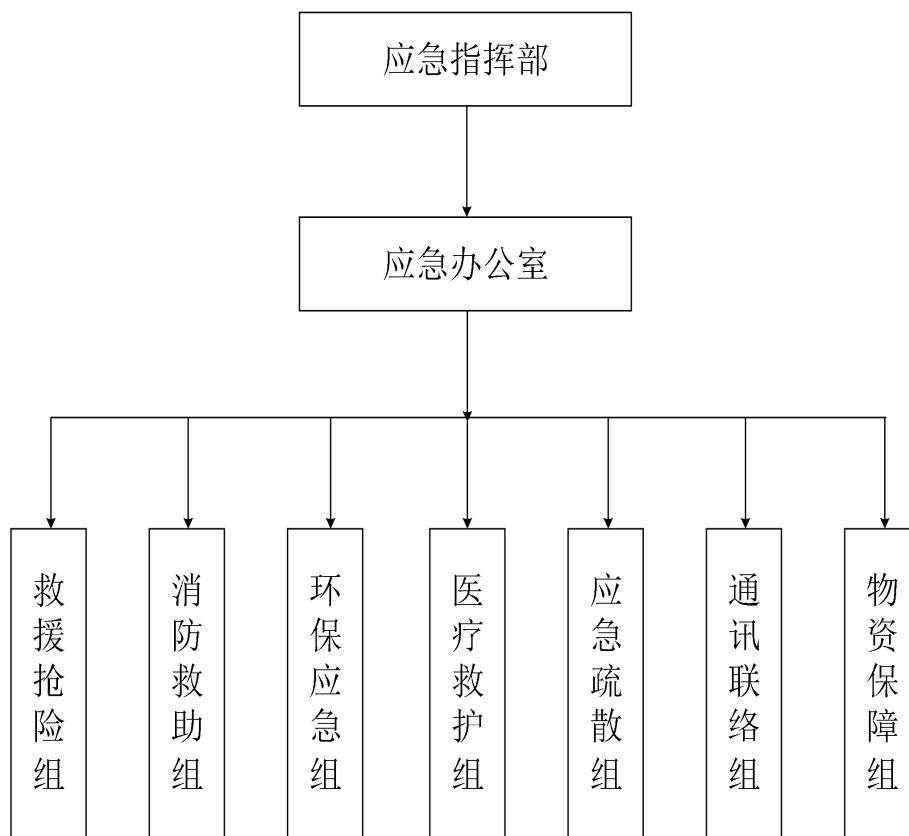 应急指挥部
应急办公室
救援抢险组
消防救助组
环保应急组
医疗救护组
应急疏散组
通讯联络组
物资保障组